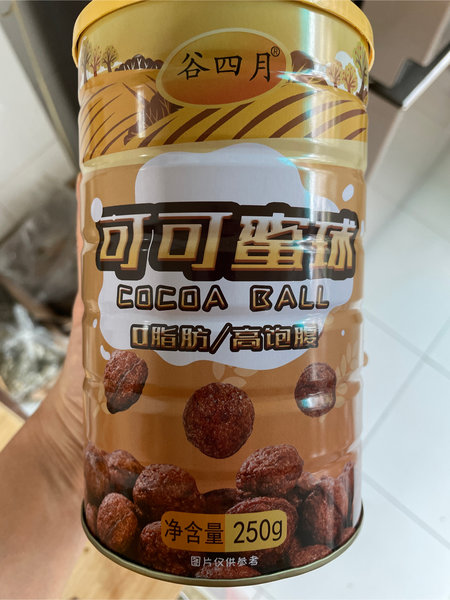 谷四月®
可可蜜球
COCOA BALL
0脂肪/高饱腹
净含量 250g
图片仅供参考